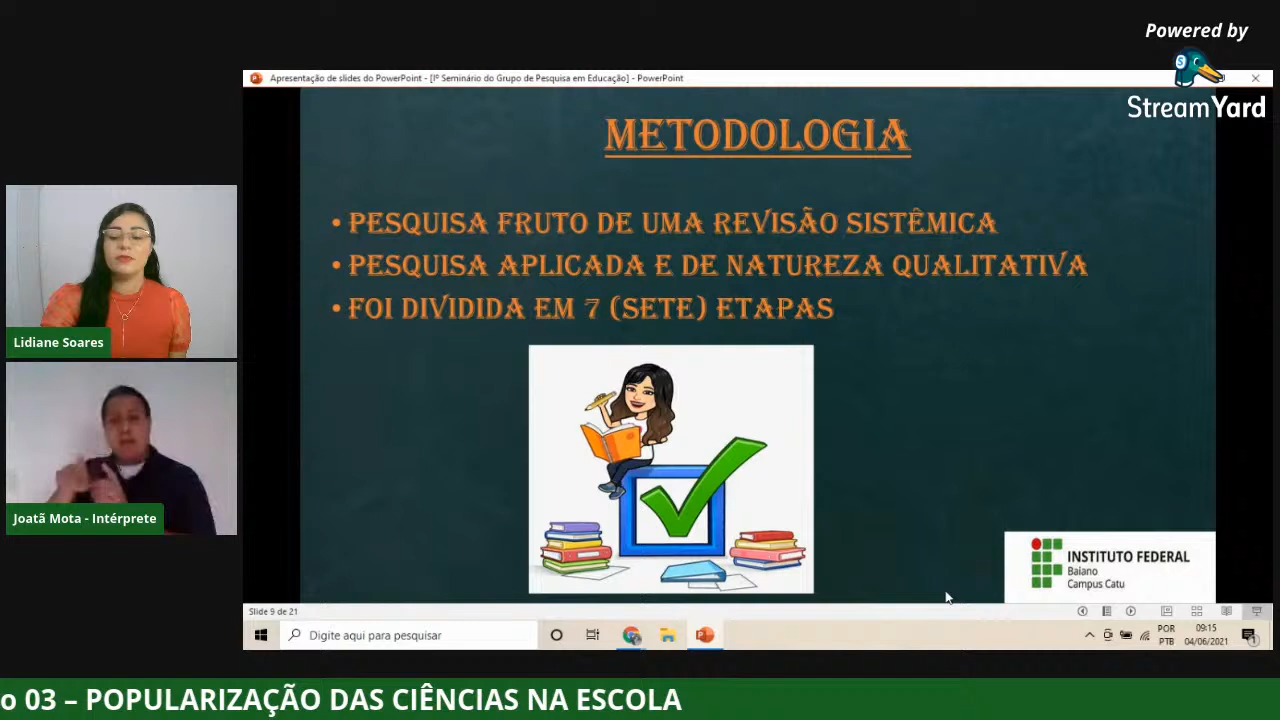 Powered by
StreamYard
Apresentação de slides do PowerPoint - [Iº Seminário do Grupo de Pesquisa em Educação] - PowerPoint
METODOLOGIA
• PESQUISA FRUTO DE UMA REVISÃO SISTÊMICA
• PESQUISA APLICADA E DE NATUREZA QUALITATIVA
• FOI DIVIDIDA EM 7 (SETE) ETAPAS
Lidiane Soares
Joatã Mota - Intérprete
INSTITUTO FEDERAL
Baiano
Campus Catu
Slide 9 de 21
Digite aqui para pesquisar
POR
PTB
09:15
04/06/2021
o 03 – POPULARIZAÇÃO DAS CIÊNCIAS NA ESCOLA